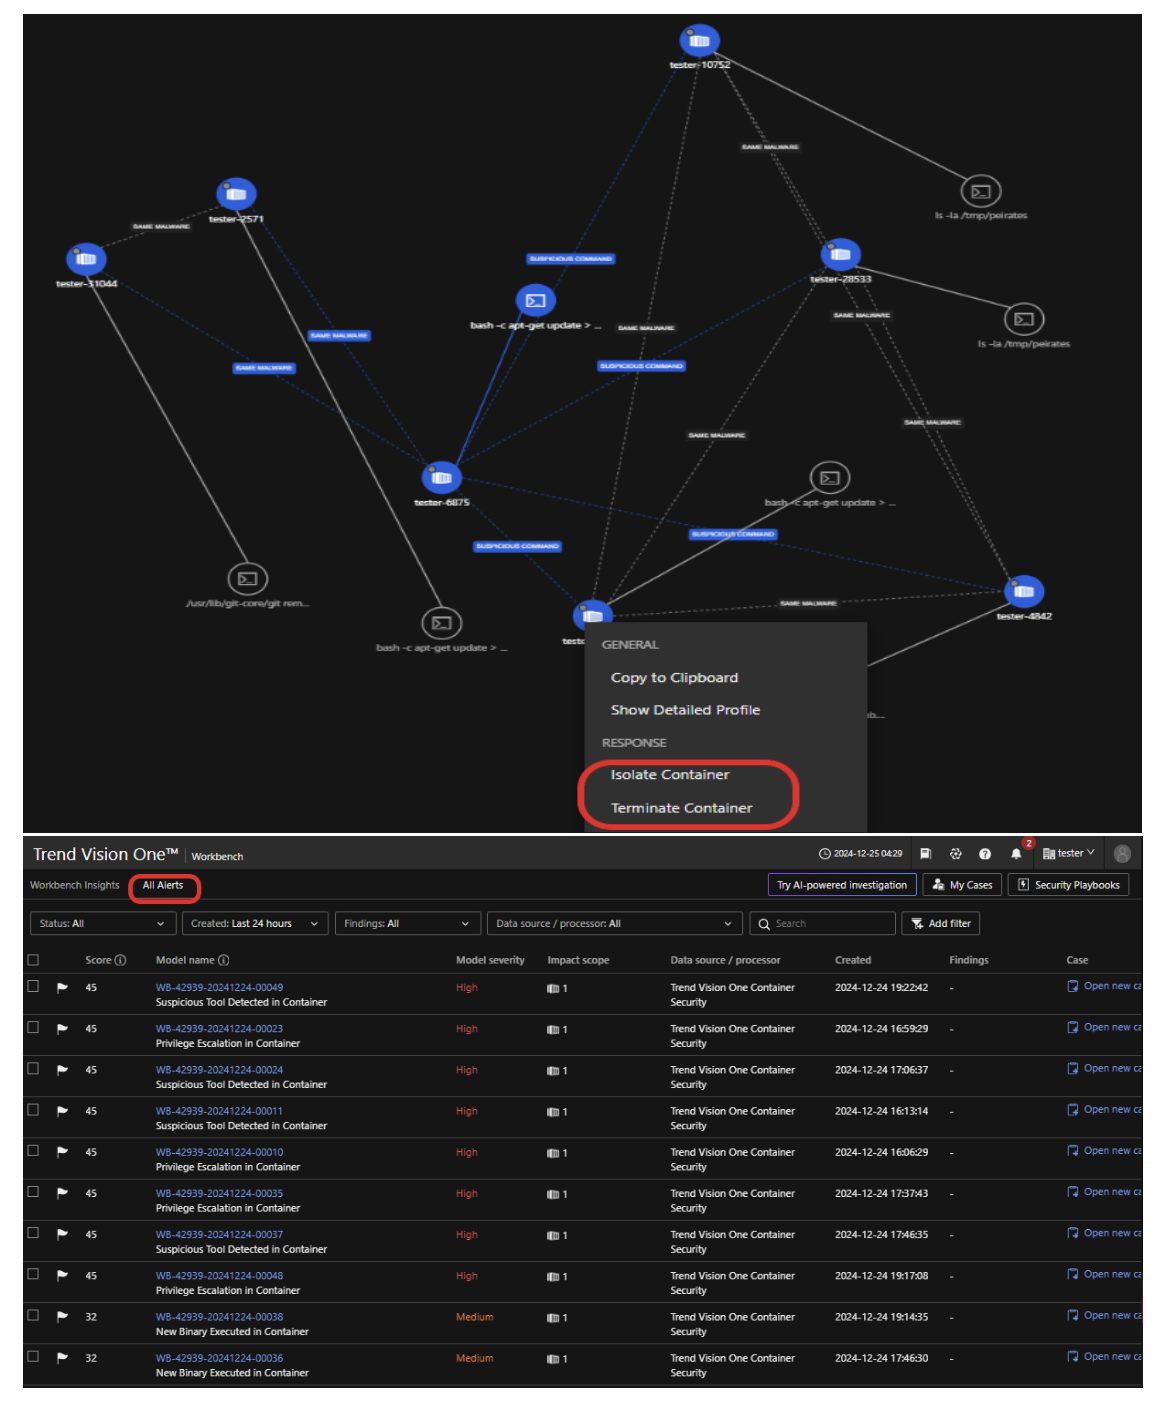 tester-10752
SAME MALWARE
ls -la /tmp/peirates
tester-2571
SAME MALWARE
tester-31044
SUSPICIOUS COMMAND
tester-28533
bash -c apt-get update > ...
SAME MALWARE
SAME MALWARE
ls -la /tmp/peirates
SAME MALWARE
SAME MALWARE
SUSPICIOUS COMMAND
SAME MALWARE
SAME MALWARE
tester-6875
bash -c apt-get update > ...
SUSPICIOUS COMMAND
SUSPICIOUS COMMAND
/usr/lib/git-core/git rem...
SAME MALWARE
tester-4842
bash -c apt-get update > ...
GENERAL
Copy to Clipboard
Show Detailed Profile
RESPONSE
Isolate Container
Terminate Container
Trend Vision One™ | Workbench 2024-12-25 04:29 2 tester
Workbench Insights All Alerts Try AI-powered investigation My Cases Security Playbooks
Status: All Created: Last 24 hours Findings: All Data source / processor: All Search Add filter
Score Model name Model severity Impact scope Data source / processor Created Findings Case
45 WB-42939-20241224-00049 High 1 Trend Vision One Container 2024-12-24 19:22:42 - Open new ca
Suspicious Tool Detected in Container Security
45 WB-42939-20241224-00023 High 1 Trend Vision One Container 2024-12-24 16:59:29 - Open new ca
Privilege Escalation in Container Security
45 WB-42939-20241224-00024 High 1 Trend Vision One Container 2024-12-24 17:06:37 - Open new ca
Suspicious Tool Detected in Container Security
45 WB-42939-20241224-00011 High 1 Trend Vision One Container 2024-12-24 16:13:14 - Open new ca
Suspicious Tool Detected in Container Security
45 WB-42939-20241224-00010 High 1 Trend Vision One Container 2024-12-24 16:06:29 - Open new ca
Privilege Escalation in Container Security
45 WB-42939-20241224-00035 High 1 Trend Vision One Container 2024-12-24 17:37:43 - Open new ca
Privilege Escalation in Container Security
45 WB-42939-20241224-00037 High 1 Trend Vision One Container 2024-12-24 17:46:35 - Open new ca
Suspicious Tool Detected in Container Security
45 WB-42939-20241224-00048 High 1 Trend Vision One Container 2024-12-24 19:17:08 - Open new ca
Privilege Escalation in Container Security
32 WB-42939-20241224-00038 Medium 1 Trend Vision One Container 2024-12-24 19:14:35 - Open new ca
New Binary Executed in Container Security
32 WB-42939-20241224-00036 Medium 1 Trend Vision One Container 2024-12-24 17:46:30 - Open new ca
New Binary Executed in Container Security